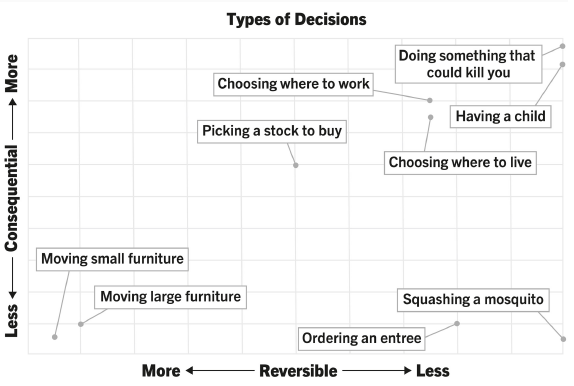 Types of Decisions
More
Consequential
Less
Doing something that
could kill you
Choosing where to work
Having a child
Picking a stock to buy
Choosing where to live
Moving small furniture
Moving large furniture
Squashing a mosquito
Ordering an entree
More
Reversible
Less